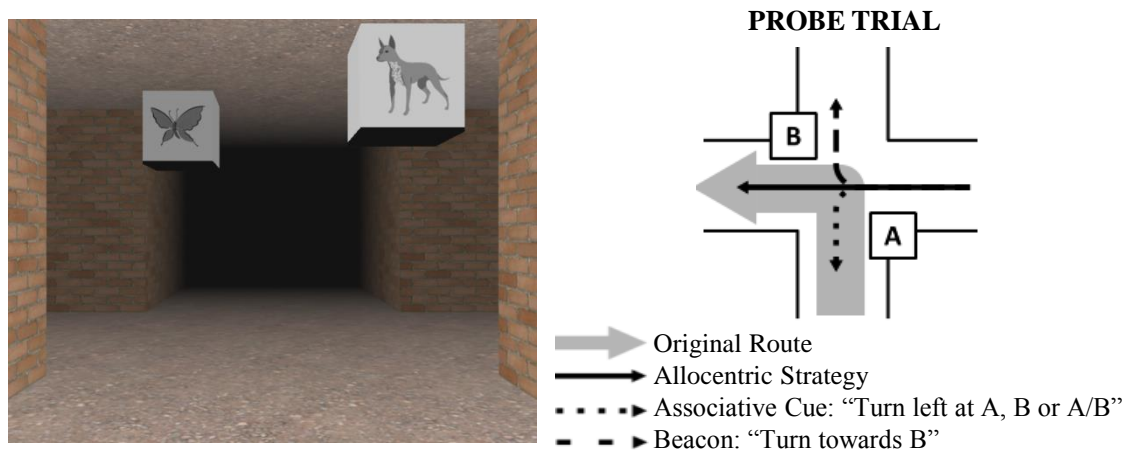 PROBE TRIAL
B
A
Original Route
Allocentric Strategy
Associative Cue: “Turn left at A, B or A/B”
Beacon: “Turn towards B”